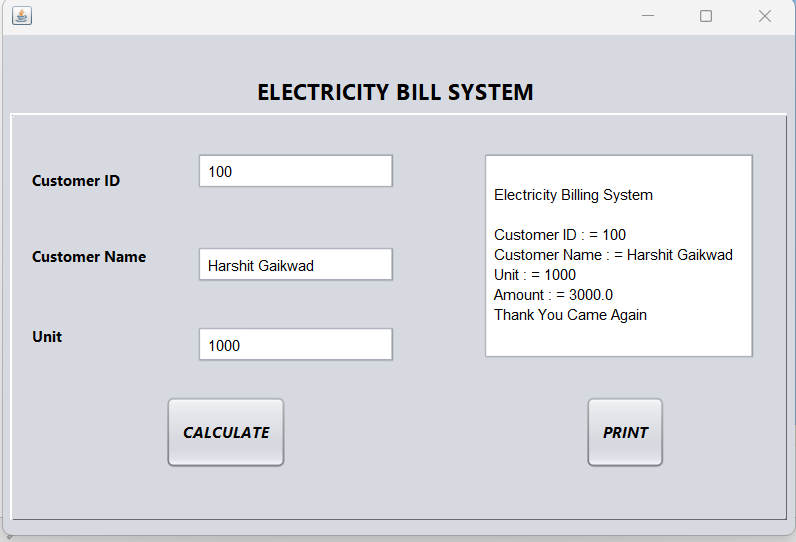 ELECTRICITY BILL SYSTEM
Customer ID
100
Customer Name
Harshit Gaikwad
Unit
1000
CALCULATE
Electricity Billing System
Customer ID : = 100
Customer Name : = Harshit Gaikwad
Unit : = 1000
Amount : = 3000.0
Thank You Came Again
PRINT